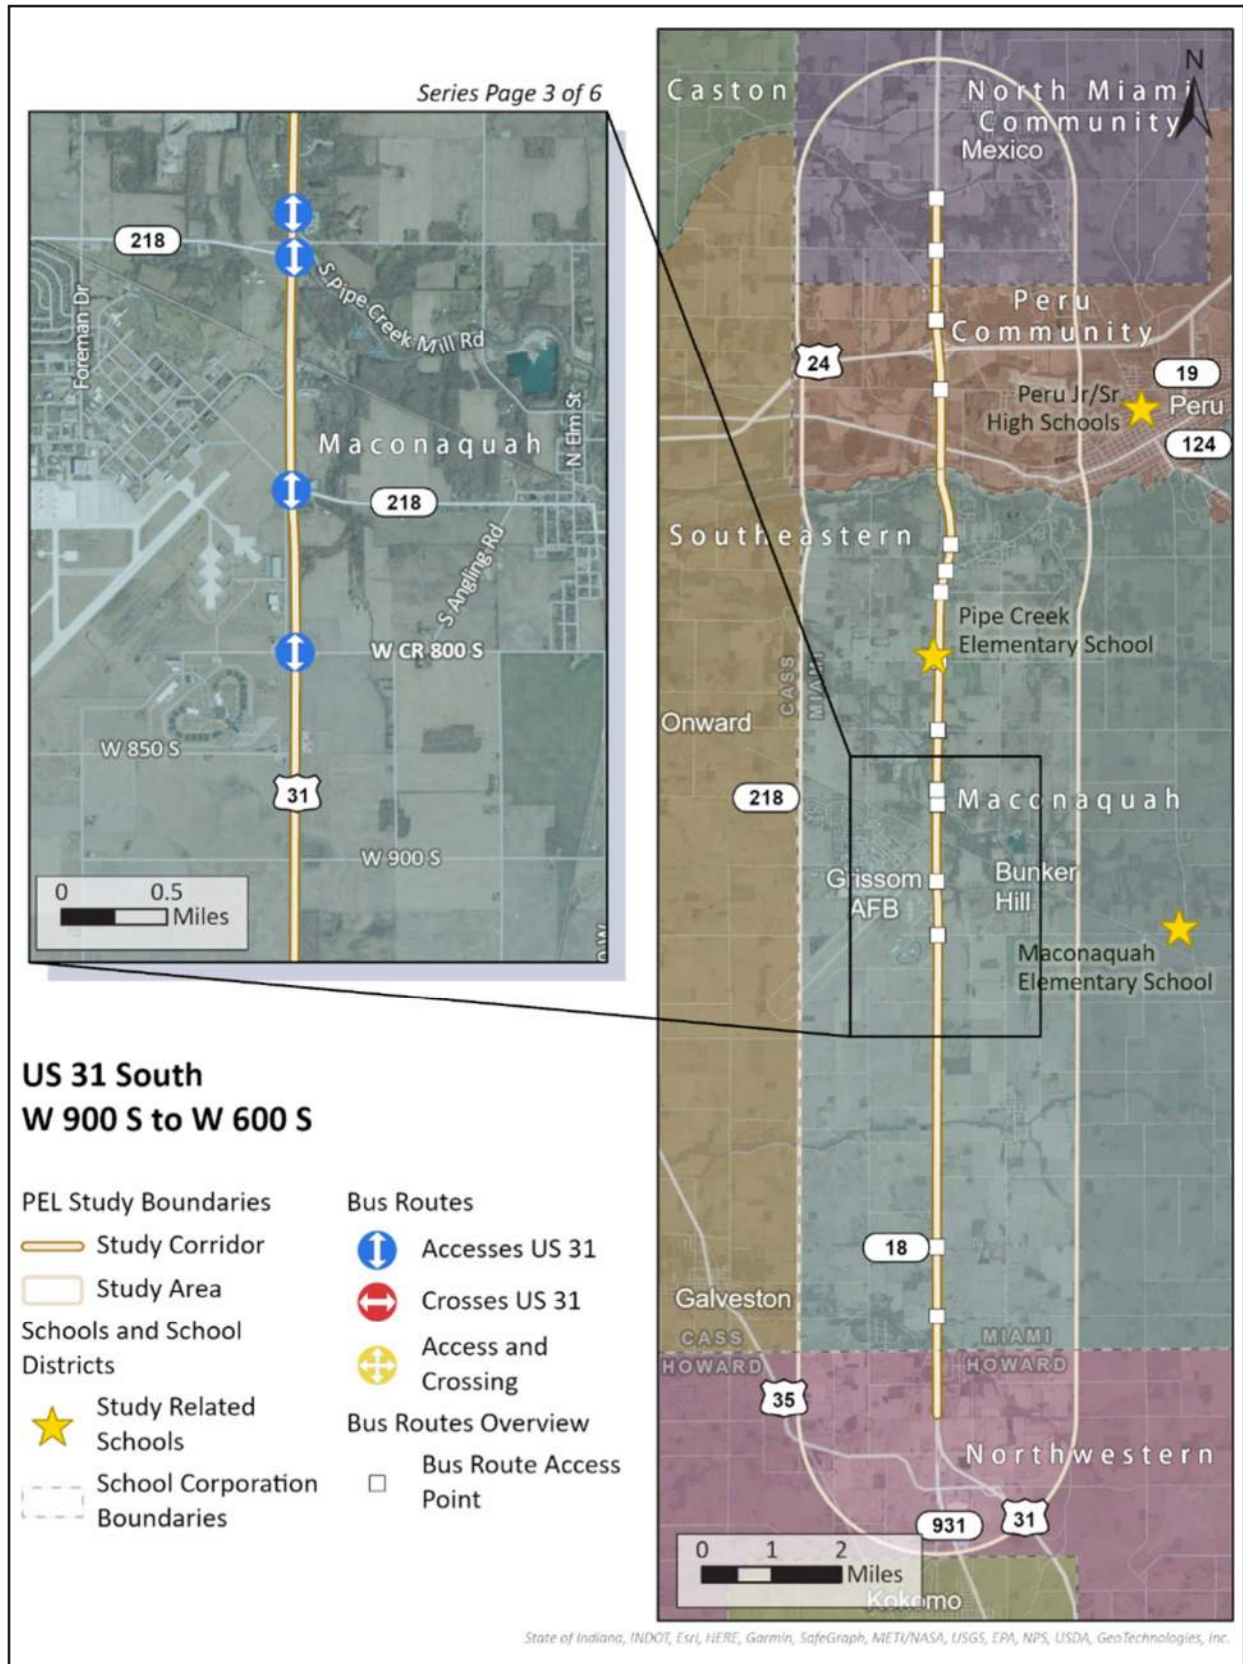 Series Page 3 of 6
218
S Pipe Creek Mill Rd
Foreman Dr
Maconaquah
N Elm St
218
S Angling Rd
W CR 800 S
W 850 S
31
W 900 S
0 0.5
Miles
N
Caston
North Miami
Community
Mexico
Peru
Community
24
19
Peru Jr/Sr
High Schools
Peru
124
Southeastern
Pipe Creek
Elementary School
CASS
MIAMI
Onward
218
Maconaquah
Grissom
AFB
Bunker
Hill
Maconaquah
Elementary School
18
Galveston
CASS
HOWARD
MIAMI
HOWARD
35
Northwestern
931
31
0 1 2
Miles
Kokomo
US 31 South
W 900 S to W 600 S
PEL Study Boundaries
Study Corridor
Study Area
Schools and School
Districts
Study Related
Schools
School Corporation
Boundaries
Bus Routes
Accesses US 31
Crosses US 31
Access and
Crossing
Bus Routes Overview
Bus Route Access
Point
State of Indiana, INDOT, Esri, HERE, Garmin, SafeGraph, METI/NASA, USGS, EPA, NPS, USDA, GeoTechnologies, Inc.